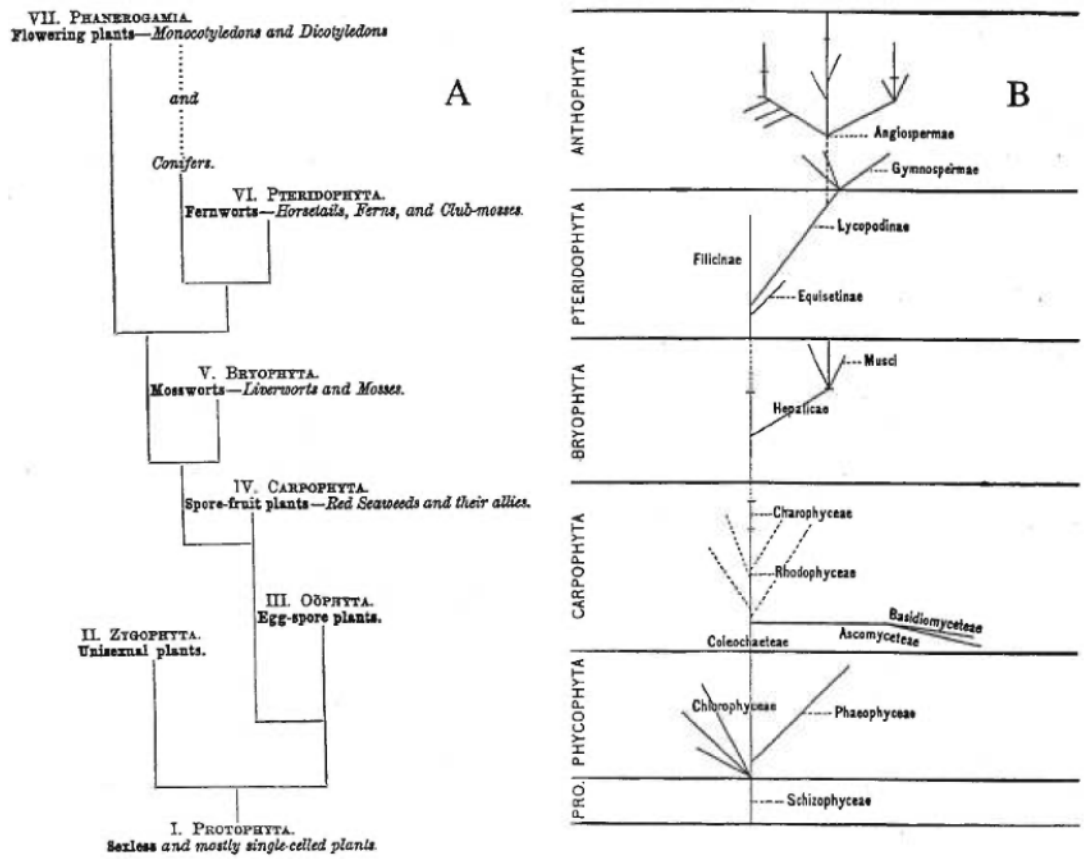 VII. PHANEROGAMIA.
Flowering plants—Monocotyledons and Dicotyledons
and
Conifers.
VI. PTERIDOPHYTA.
Fernworts—Horsetails, Ferns, and Club-mosses.
V. BRYOPHYTA.
Mossworts—Liverworts and Mosses.
IV. CARPOPHYTA.
Spore-fruit plants—Red Seaweeds and their allies.
III. OÖPHYTA.
Egg-spore plants.
II. ZYGOPHYTA.
Unisexual plants.
I. PROTOPHYTA.
Sexless and mostly single-celled plants.
A
B
ANTHOPHYTA
Angiospermae
Gymnospermae
PTERIDOPHYTA
Lycopodinae
Filicinae
Equisetinae
BRYOPHYTA
Musci
Hepaticae
CARPOPHYTA
Charophyceae
Rhodophyceae
Basidiomyceteae
Ascomyceteae
Coleochaeteae
PHYCOPHYTA
Chlorophyceae
Phaeophyceae
PRO.
Schizophyceae